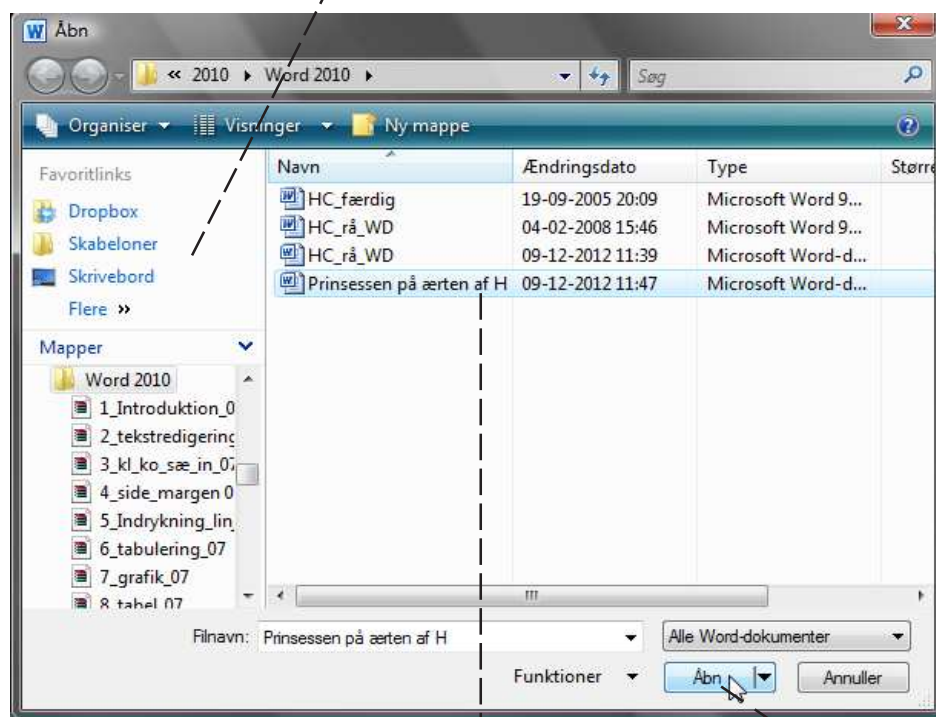 Åbn
« 2010 Word 2010 Søg
Organiser Visninger Ny mappe
Favoritlinks
Dropbox
Skabeloner
Skrivebord
Flere »
Mapper
Word 2010
1_Introduktion_0
2_tekstredigering
3_kl_ko_sæ_in_07
4_side_margen 0
5_Indrykning_lin
6_tabulering_07
7_grafik_07
8_tabel_07
Navn Ændringsdato Type Større
HC_færdig 19-09-2005 20:09 Microsoft Word 9...
HC_rå_WD 04-02-2008 15:46 Microsoft Word 9...
HC_rå_WD 09-12-2012 11:39 Microsoft Word-d...
Prinsessen på ærten af H 09-12-2012 11:47 Microsoft Word-d...
Filnavn: Prinsessen på ærten af H Alle Word-dokumenter
Funktioner Åbn Annuller